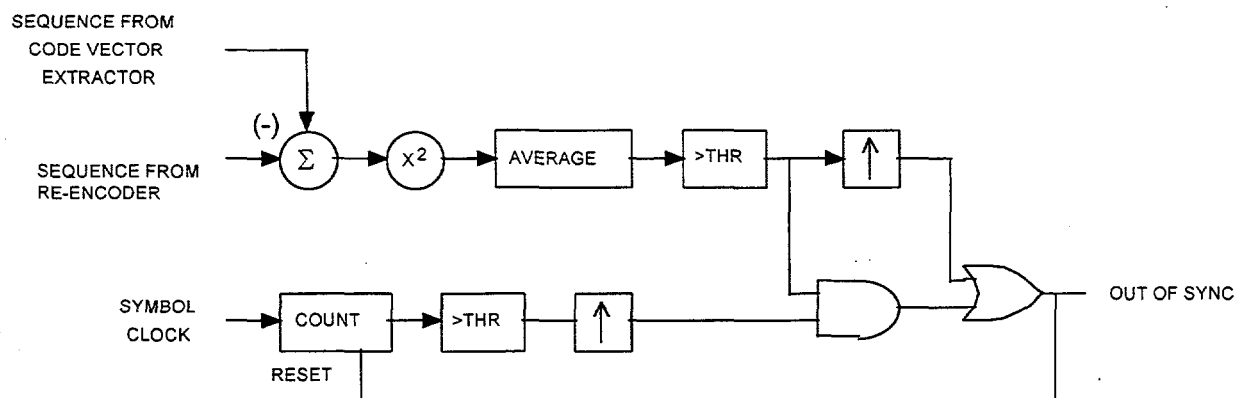 SEQUENCE FROM
CODE VECTOR
EXTRACTOR
(-)
Σ
X²
AVERAGE
>THR
↑
SEQUENCE FROM
RE-ENCODER
SYMBOL
CLOCK
COUNT
>THR
↑
OUT OF SYNC
RESET